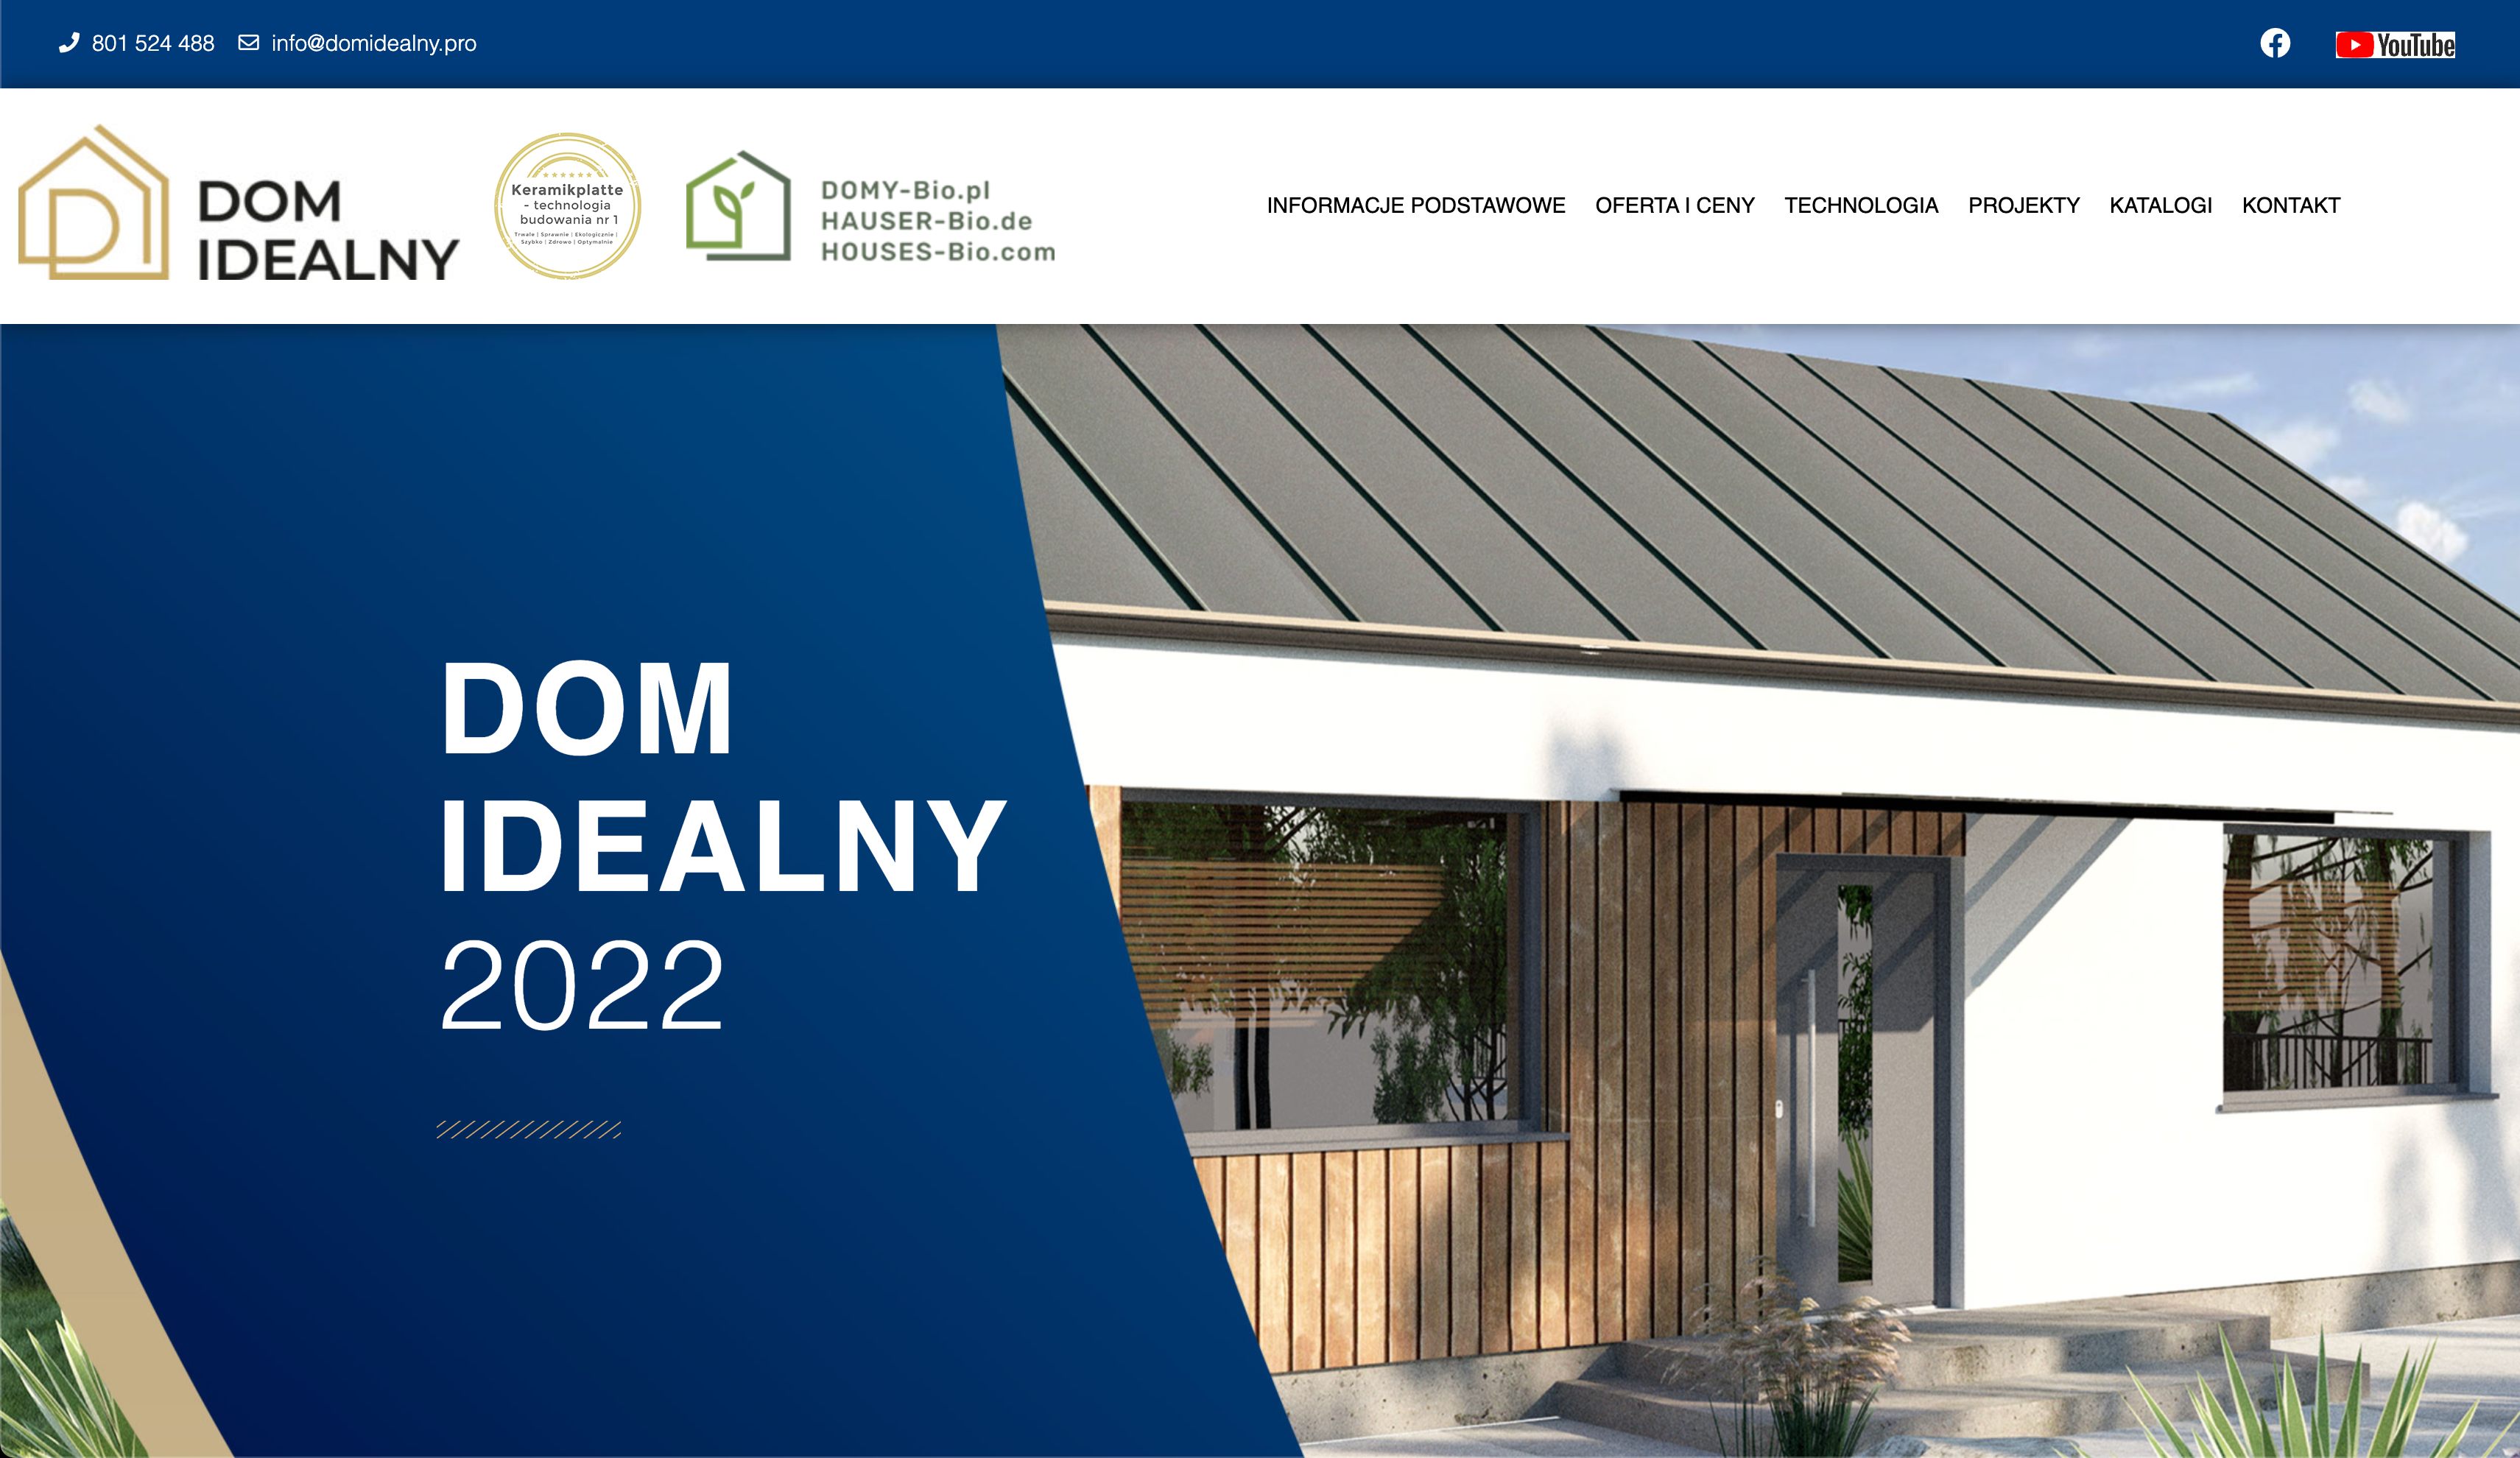 801 524 488 info@domidealny.pro
YouTube
DOM
IDEALNY
Keramikplatte
- technologia
budowania nr 1
Trwale | Sprawnie | Ekologicznie |
Szybko | Zdrowo | Optymalnie
DOMY-Bio.pl
HAUSER-Bio.de
HOUSES-Bio.com
INFORMACJE PODSTAWOWE OFERTA I CENY TECHNOLOGIA PROJEKTY KATALOGI KONTAKT
DOM
IDEALNY
2022